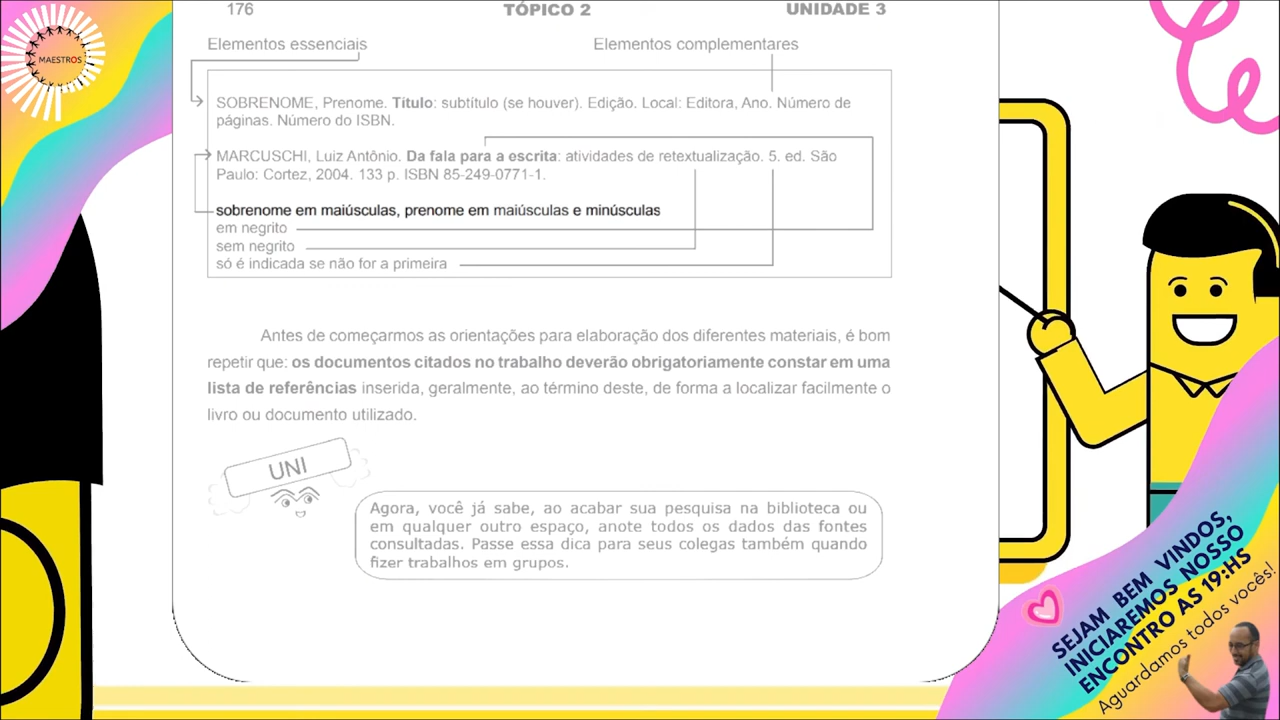 MAESTROS
176 TÓPICO 2 UNIDADE 3
Elementos essenciais Elementos complementares
SOBRENOME, Prenome. Título: subtítulo (se houver). Edição. Local: Editora, Ano. Número de
páginas. Número do ISBN.
MARCUSCHI, Luiz Antônio. Da fala para a escrita: atividades de retextualização. 5. ed. São
Paulo: Cortez, 2004. 133 p. ISBN 85-249-0771-1.
sobrenome em maiúsculas, prenome em maiúsculas e minúsculas
em negrito
sem negrito
só é indicada se não for a primeira
Antes de começarmos as orientações para elaboração dos diferentes materiais, é bom
repetir que: os documentos citados no trabalho deverão obrigatoriamente constar em uma
lista de referências inserida, geralmente, ao término deste, de forma a localizar facilmente o
livro ou documento utilizado.
UNI
Agora, você já sabe, ao acabar sua pesquisa na biblioteca ou
em qualquer outro espaço, anote todos os dados das fontes
consultadas. Passe essa dica para seus colegas também quando
fizer trabalhos em grupos.
SEJAM BEM VINDOS,
INICIAREMOS NOSSO
ENCONTRO AS 19:HS
Aguardamos todos vocês!